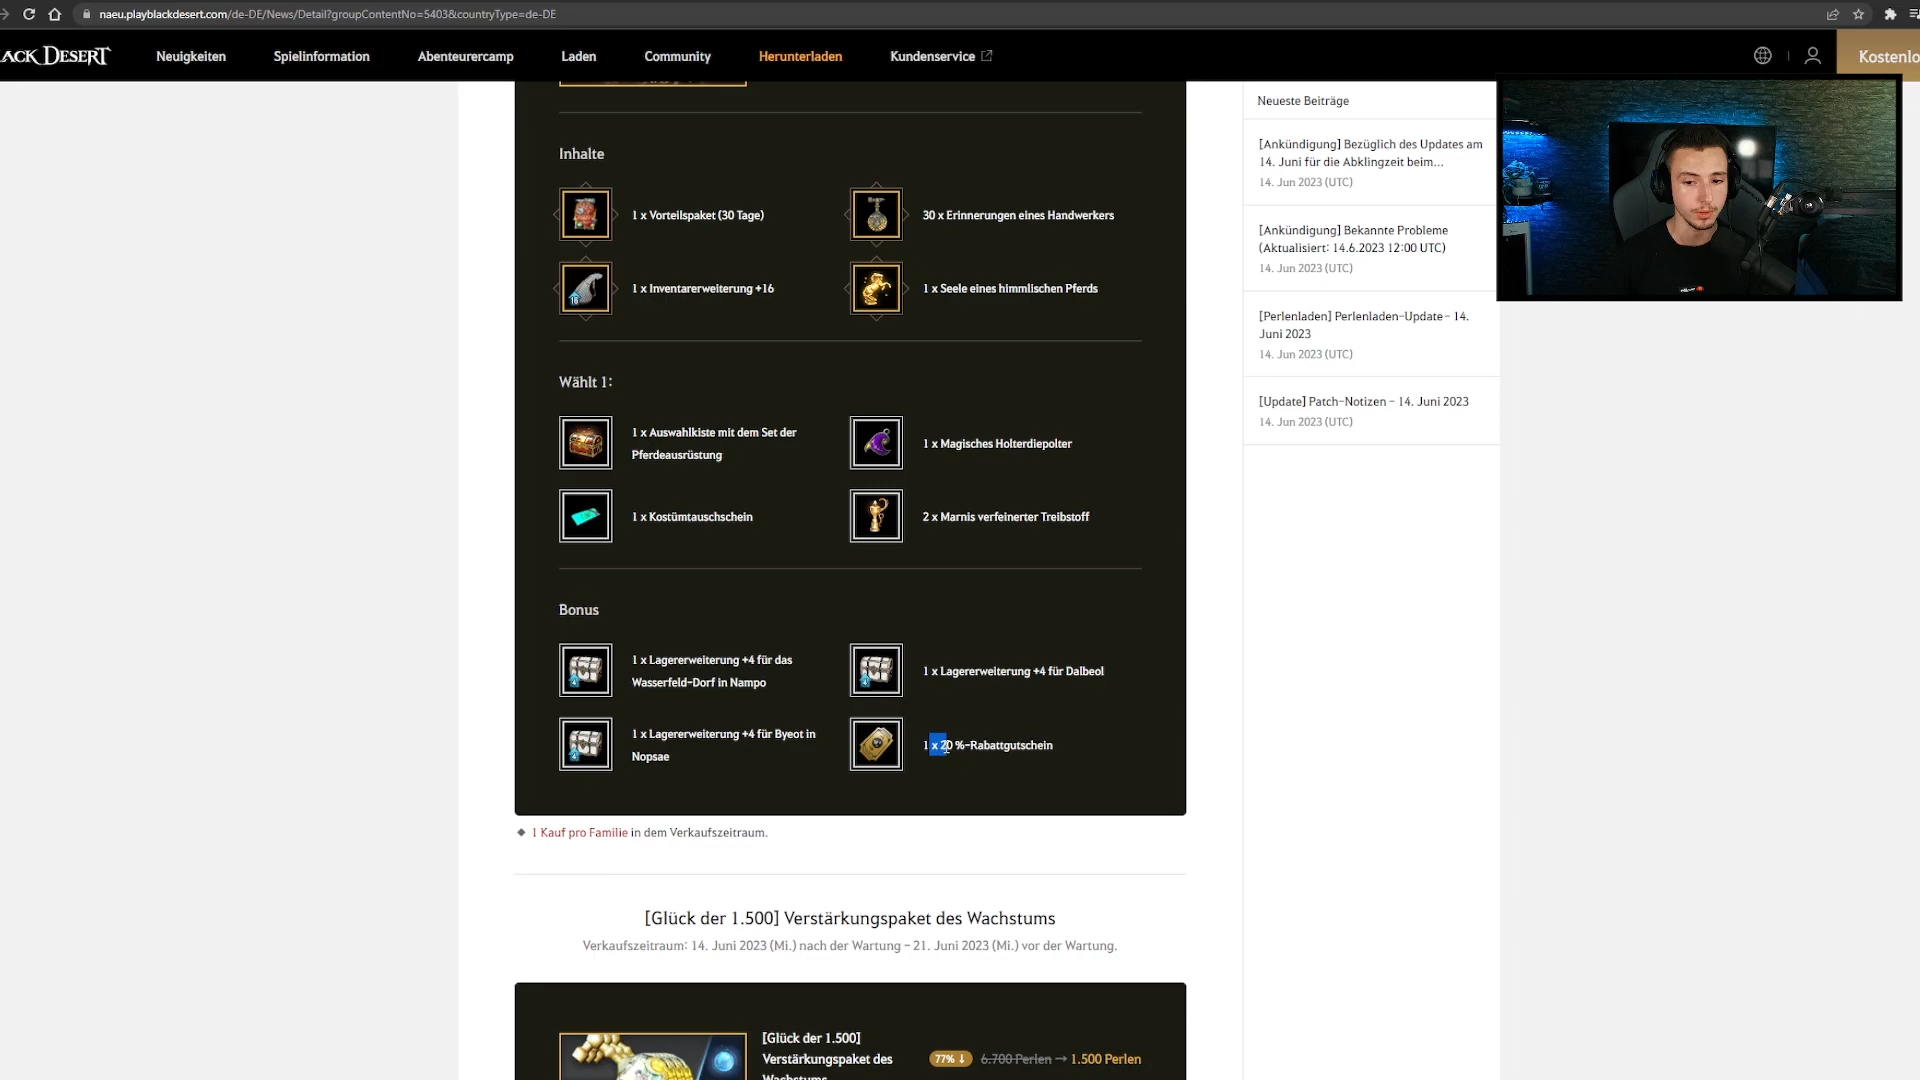 naeu.playblackdesert.com/de-DE/News/Detail?groupContentNo=5403&countryType=de-DE
ACK DESERT
Neuigkeiten
Spielinformation
Abenteurercamp
Laden
Community
Herunterladen
Kundenservice
Kostenlo
Inhalte
1 x Vorteilspaket (30 Tage)
30 x Erinnerungen eines Handwerkers
1 x Inventarerweiterung +16
1 x Seele eines himmlischen Pferds
Wählt 1:
1 x Auswahlkiste mit dem Set der
Pferdeausrüstung
1 x Magisches Holterdiepolter
1 x Kostümtauschschein
2 x Marnis verfeinerter Treibstoff
Bonus
1 x Lagererweiterung +4 für das
Wasserfeld-Dorf in Nampo
1 x Lagererweiterung +4 für Dalbeol
1 x Lagererweiterung +4 für Byeot in
Nopsae
1 x 20 %-Rabattgutschein
◆ 1 Kauf pro Familie in dem Verkaufszeitraum.
[Glück der 1.500] Verstärkungspaket des Wachstums
Verkaufszeitraum: 14. Juni 2023 (Mi.) nach der Wartung – 21. Juni 2023 (Mi.) vor der Wartung.
[Glück der 1.500]
Verstärkungspaket des
Wachstums
77% ↓ 6.700 Perlen → 1.500 Perlen
Neueste Beiträge
[Ankündigung] Bezüglich des Updates am
14. Juni für die Abklingzeit beim...
14. Jun 2023 (UTC)
[Ankündigung] Bekannte Probleme
(Aktualisiert: 14.6.2023 12:00 UTC)
14. Jun 2023 (UTC)
[Perlenladen] Perlenladen-Update- 14.
Juni 2023
14. Jun 2023 (UTC)
[Update] Patch-Notizen - 14. Juni 2023
14. Jun 2023 (UTC)